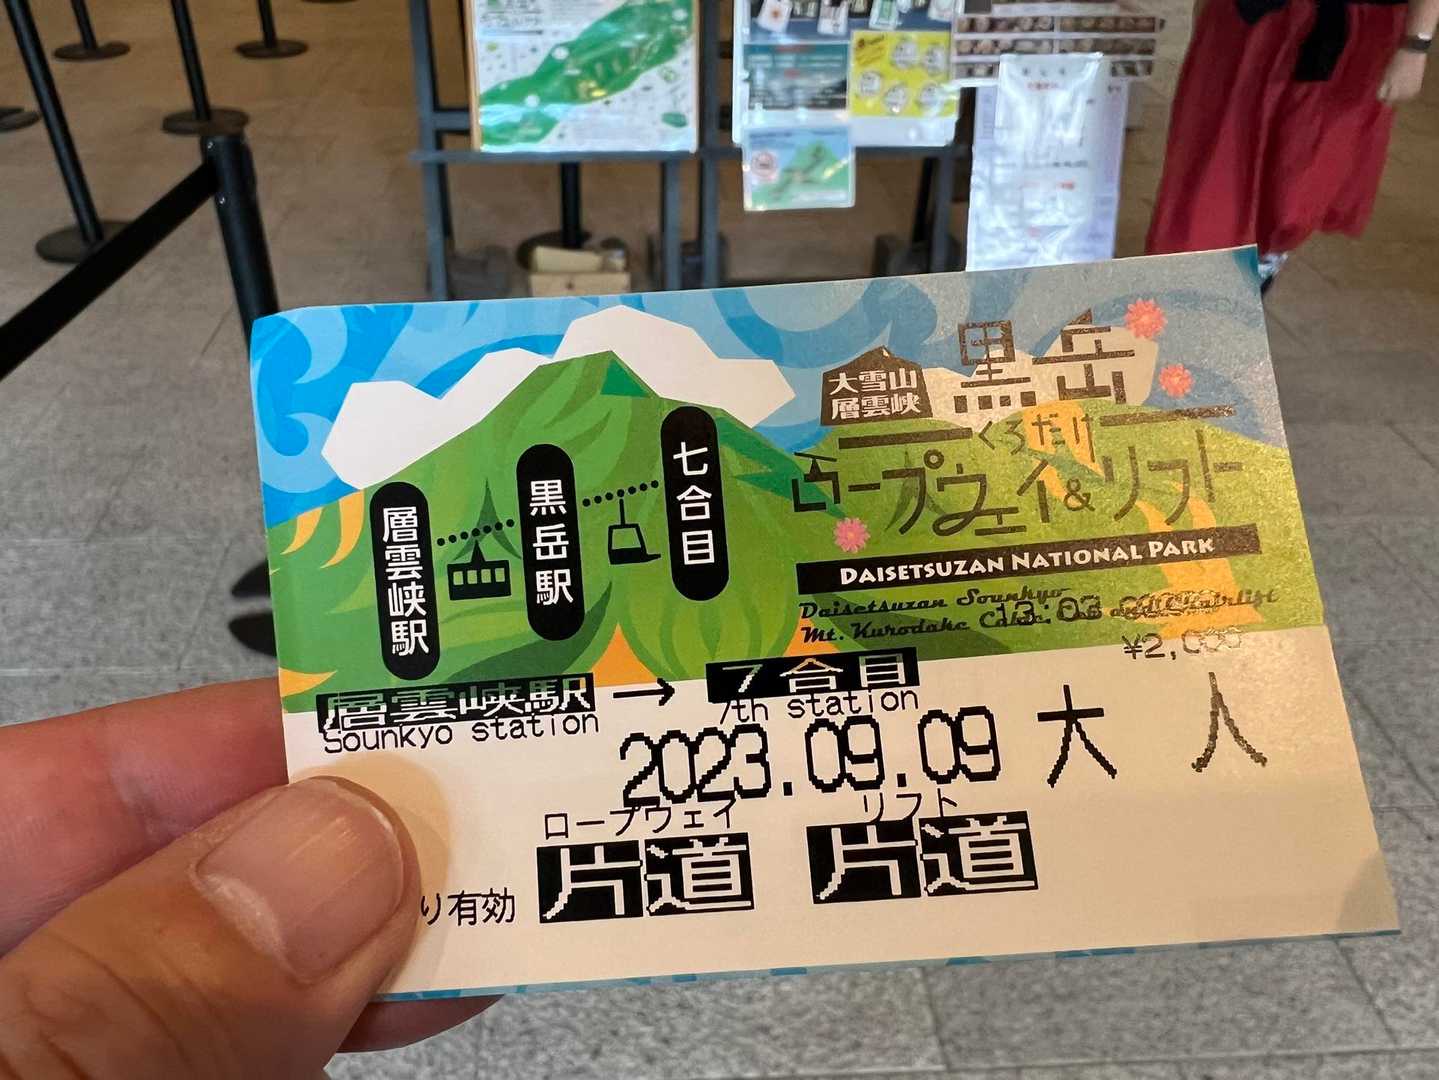 大雪山
層雲峡
黒岳
くろだけ
ロープウェイ&リフト
DAISETSUZAN NATIONAL PARK
Daisetsuzan Sounkyo
Mt. Kurodake
七合目
黒岳駅
層雲峡駅
¥2,000
層雲峡駅 → 7合目
Sounkyo station 7th station
2023.09.09 大人
ロープウェイ リフト
片道 片道
り有効